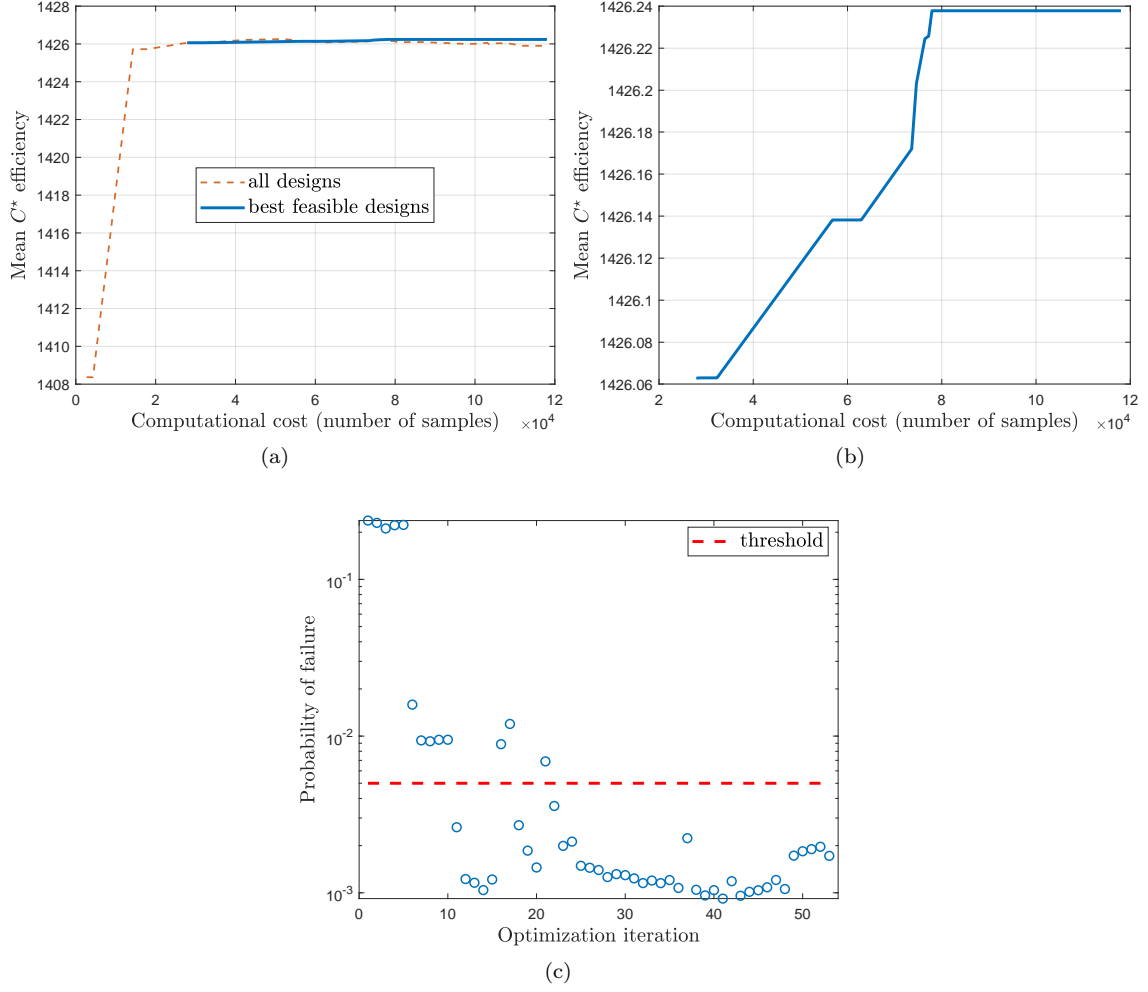 1428
1426
1424
1422
1420
1418
1416
1414
1412
1410
1408
Mean C⋆ efficiency
all designs
best feasible designs
0 2 4 6 8 10 12
×10⁴
Computational cost (number of samples)
(a)
1426.24
1426.22
1426.2
1426.18
1426.16
1426.14
1426.12
1426.1
1426.08
1426.06
Mean C⋆ efficiency
2 4 6 8 10 12
×10⁴
Computational cost (number of samples)
(b)
threshold
10⁻¹
10⁻²
10⁻³
Probability of failure
0 10 20 30 40 50
Optimization iteration
(c)